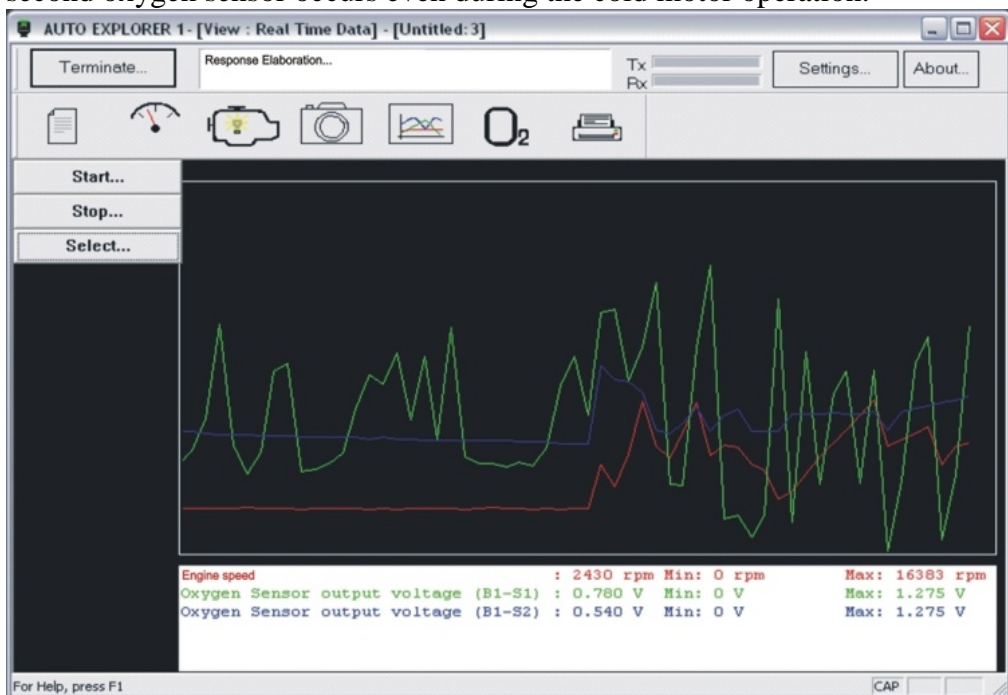 second oxygen sensor occurs even during the cold motor operation.
AUTO EXPLORER 1- [View : Real Time Data] - [Untitled:3]
Terminate...
Response Elaboration...
Tx
Rx
Settings...
About...
O2
Start...
Stop...
Select...
Engine speed : 2430 rpm Min: 0 rpm Max: 16383 rpm
Oxygen Sensor output voltage (B1-S1) : 0.780 V Min: 0 V Max: 1.275 V
Oxygen Sensor output voltage (B1-S2) : 0.540 V Min: 0 V Max: 1.275 V
For Help, press F1
CAP